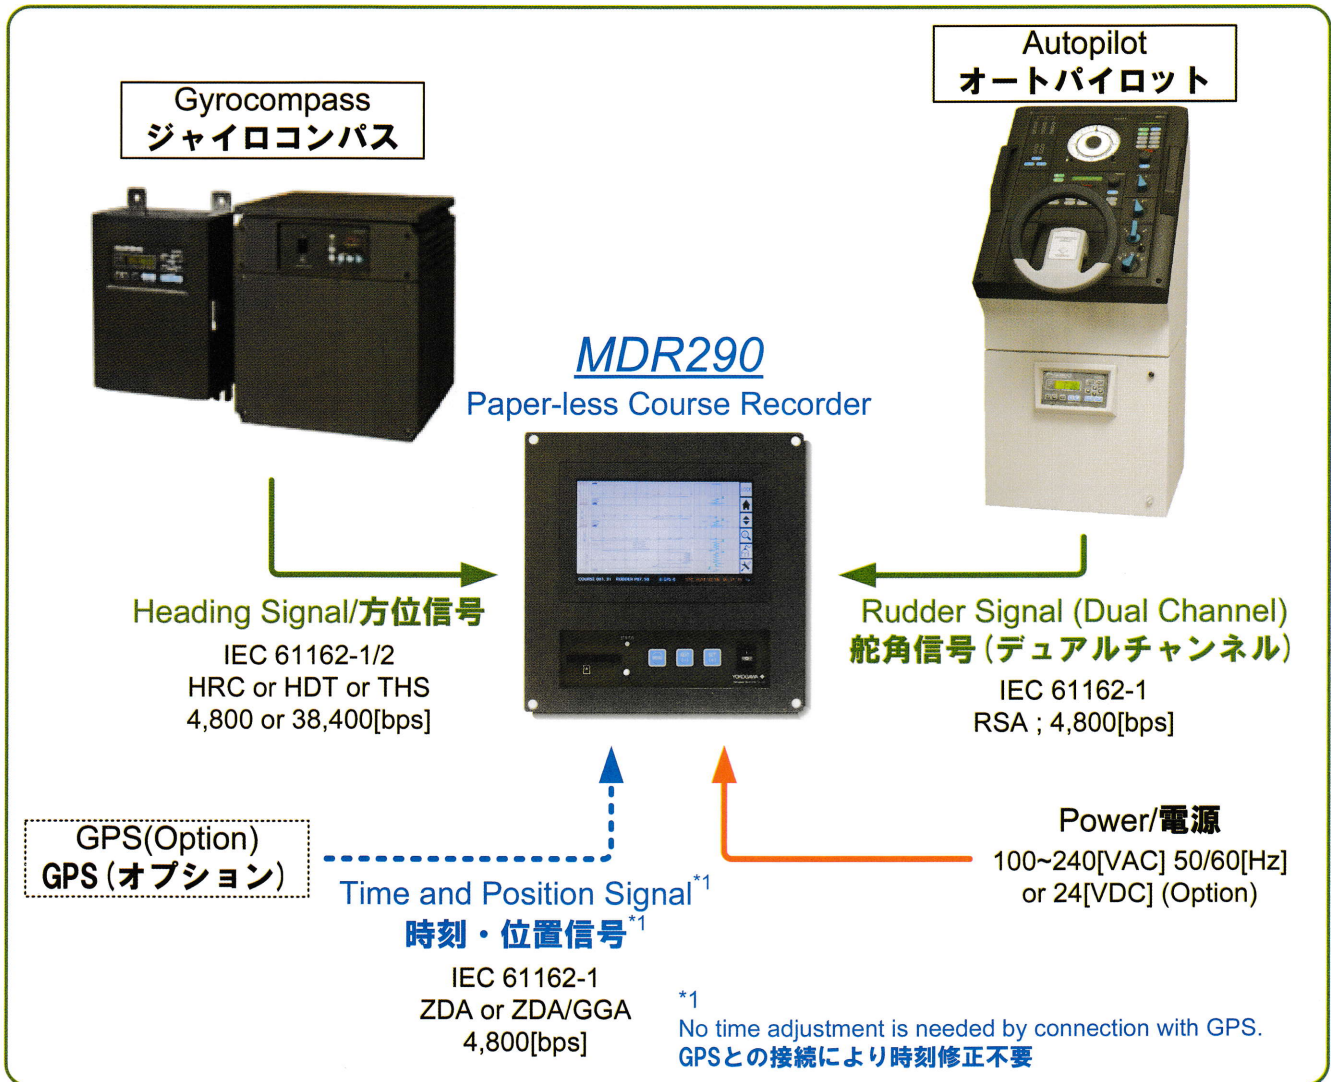 Gyrocompass
ジャイロコンパス
Autopilot
オートパイロット
MDR290
Paper-less Course Recorder
YOKOGAWA
Heading Signal/方位信号
IEC 61162-1/2
HRC or HDT or THS
4,800 or 38,400[bps]
Rudder Signal (Dual Channel)
舵角信号(デュアルチャンネル)
IEC 61162-1
RSA ; 4,800[bps]
GPS(Option)
GPS(オプション)
Time and Position Signal*1
時刻・位置信号*1
IEC 61162-1
ZDA or ZDA/GGA
4,800[bps]
Power/電源
100~240[VAC] 50/60[Hz]
or 24[VDC] (Option)
*1
No time adjustment is needed by connection with GPS.
GPSとの接続により時刻修正不要